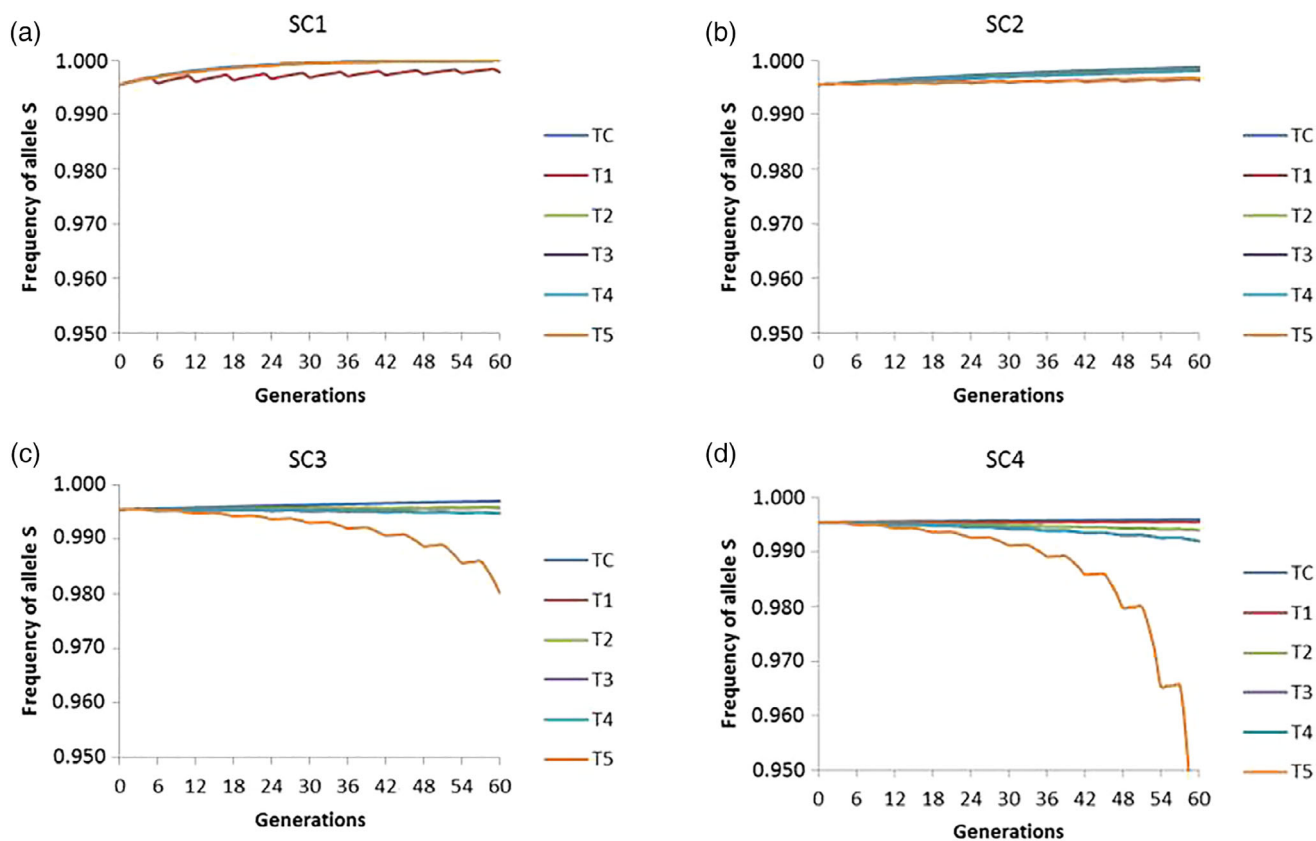 (a)
SC1
Frequency of allele S
1.000
0.990
0.980
0.970
0.960
0.950
0 6 12 18 24 30 36 42 48 54 60
Generations
TC
T1
T2
T3
T4
T5
(b)
SC2
Frequency of allele S
1.000
0.990
0.980
0.970
0.960
0.950
0 6 12 18 24 30 36 42 48 54 60
Generations
TC
T1
T2
T3
T4
T5
(c)
SC3
Frequency of allele S
1.000
0.990
0.980
0.970
0.960
0.950
0 6 12 18 24 30 36 42 48 54 60
Generations
TC
T1
T2
T3
T4
T5
(d)
SC4
Frequency of allele S
1.000
0.990
0.980
0.970
0.960
0.950
0 6 12 18 24 30 36 42 48 54 60
Generations
TC
T1
T2
T3
T4
T5